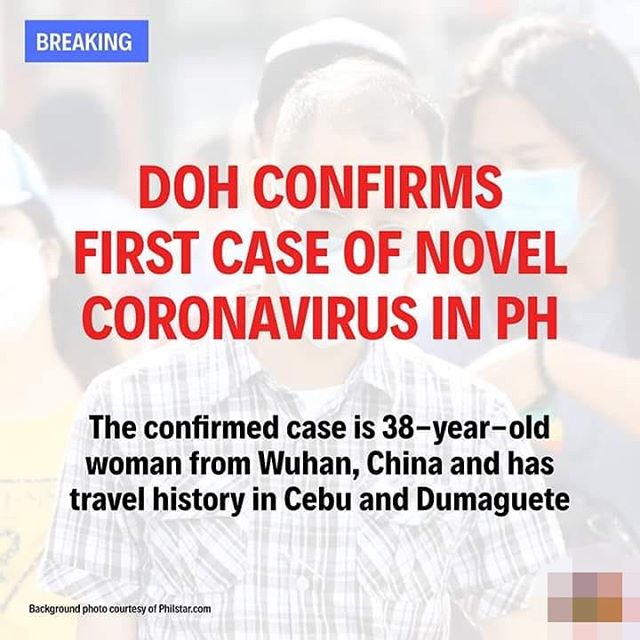 BREAKING
DOH CONFIRMS
FIRST CASE OF NOVEL
CORONAVIRUS IN PH
The confirmed case is 38-year-old
woman from Wuhan, China and has
travel history in Cebu and Dumaguete
Background photo courtesy of Philstar.com